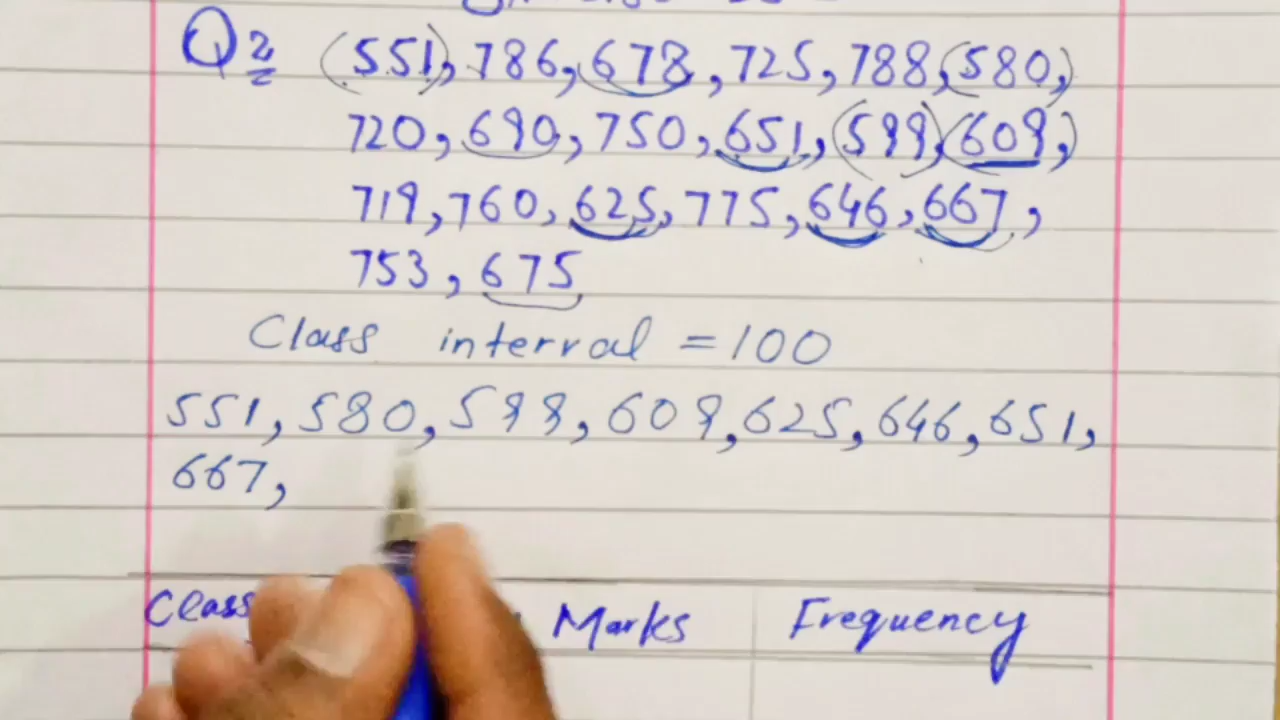 Q2 (551), 786, 678, 725, 788, (580,)
720, 690, 750, 651, (599) (609,)
719, 760, 625, 775, 646, 667,
753, 675
Class interval = 100
551, 580, 599, 609, 625, 646, 651,
667,
Class Marks Frequency